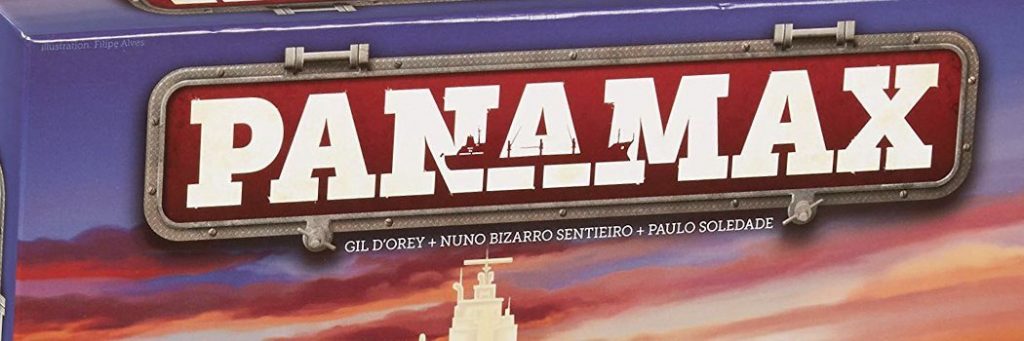 illustration: Filipe Alves
PANAMAX
GIL D'OREY + NUNO BIZARRO SENTIEIRO + PAULO SOLEDADE